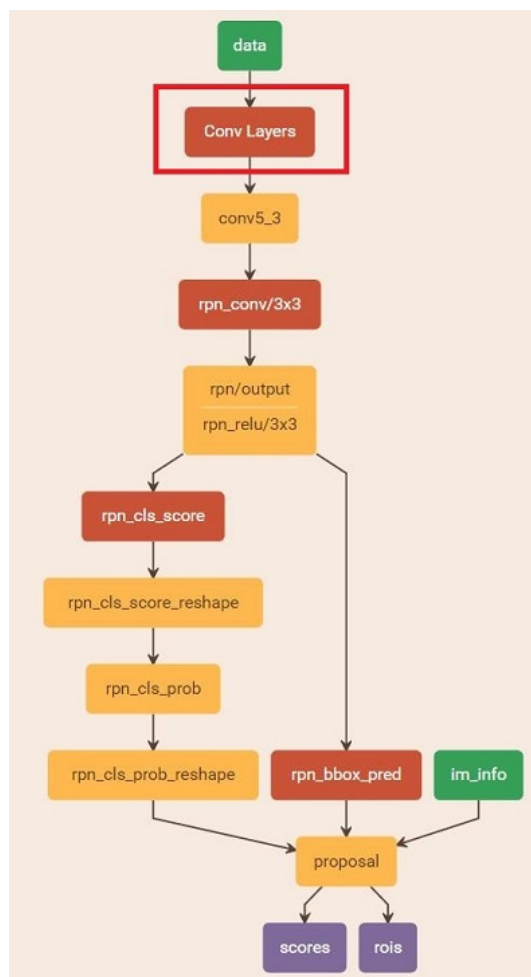 data
Conv Layers
conv5_3
rpn_conv/3x3
rpn/output
rpn_relu/3x3
rpn_cls_score
rpn_cls_score_reshape
rpn_cls_prob
rpn_cls_prob_reshape
rpn_bbox_pred
im_info
proposal
scores
rois